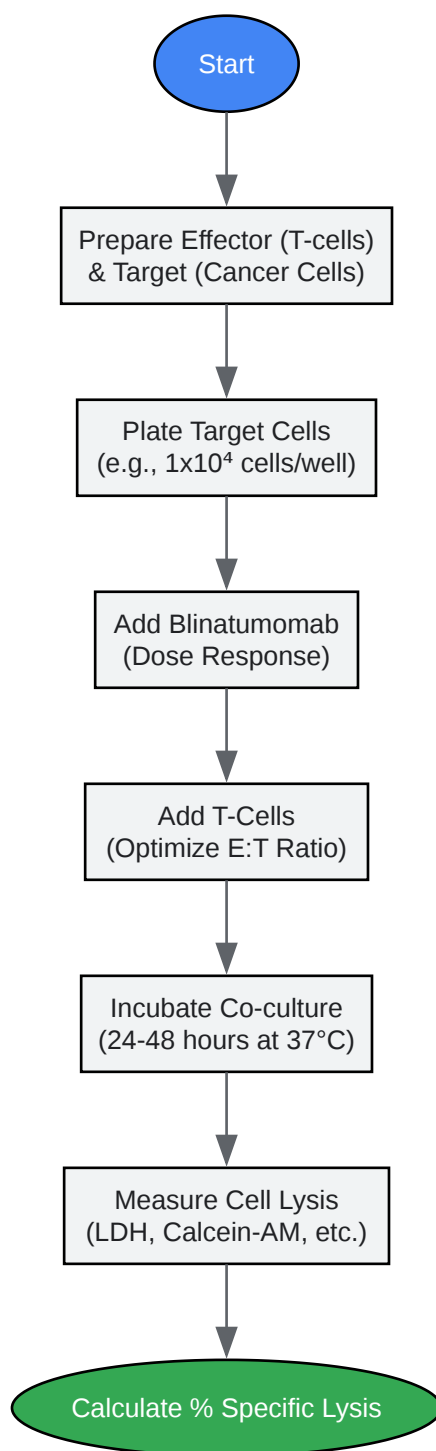 Start
Prepare Effector (T-cells)
& Target (Cancer Cells)
Plate Target Cells
(e.g., 1x10⁴ cells/well)
Add Blinatumomab
(Dose Response)
Add T-Cells
(Optimize E:T Ratio)
Incubate Co-culture
(24-48 hours at 37°C)
Measure Cell Lysis
(LDH, Calcein-AM, etc.)
Calculate % Specific Lysis